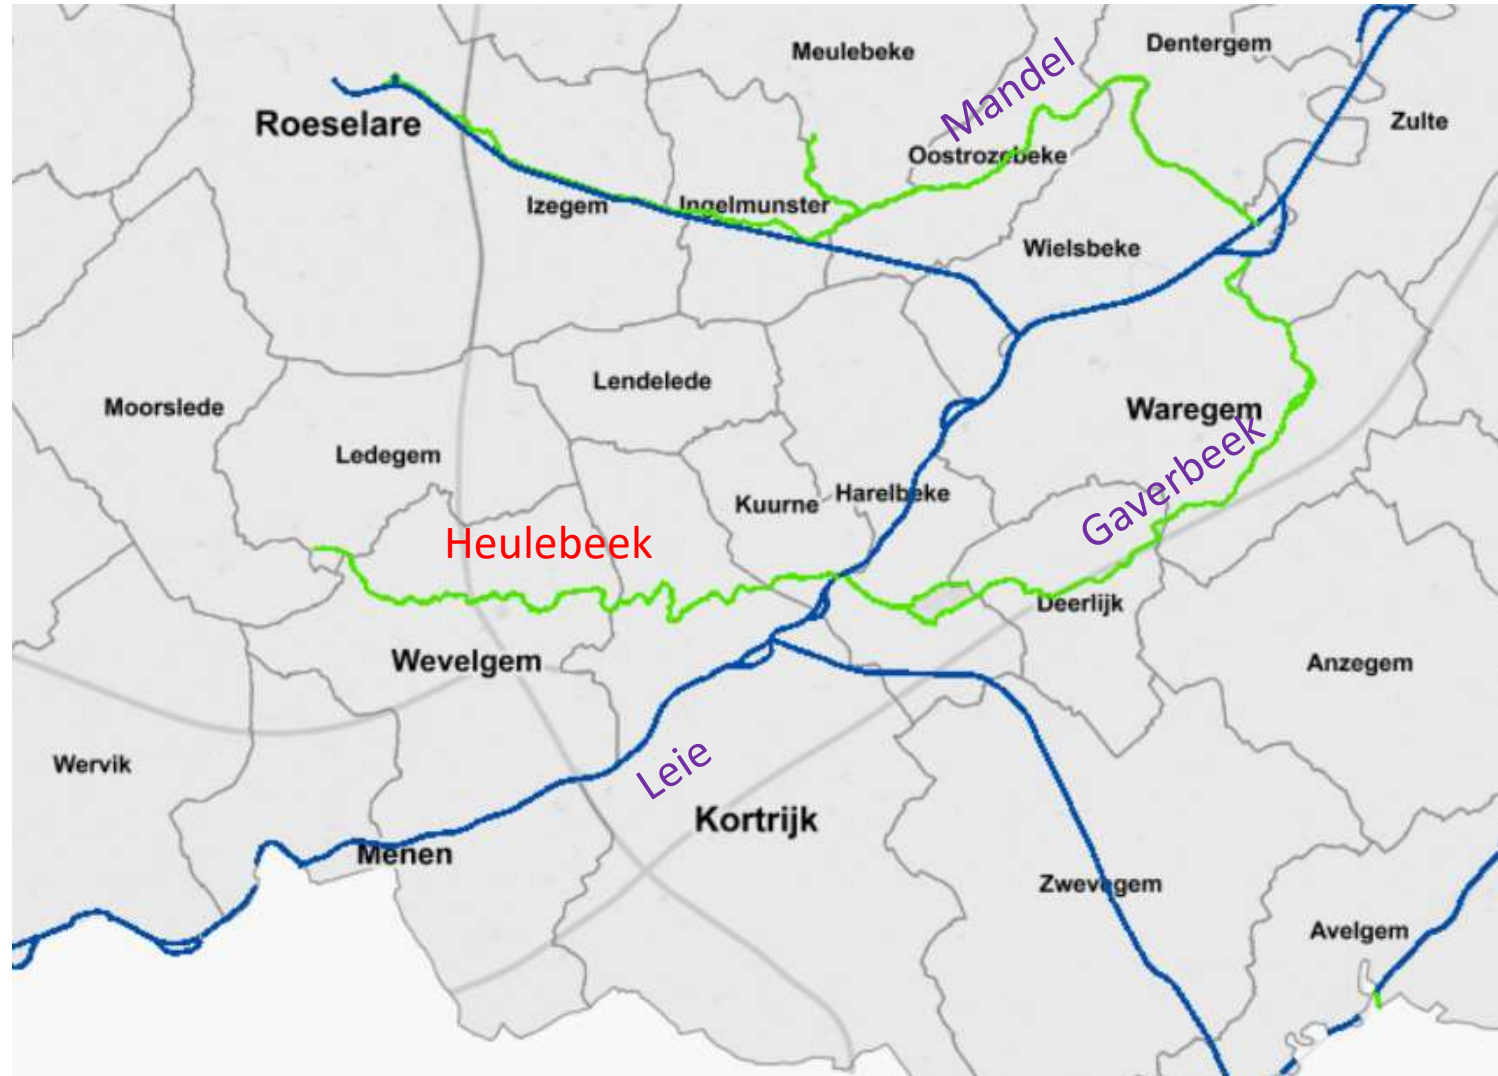 Meulebeke
Dentergem
Mandel
Roeselare
Zulte
Oostrozebeke
Izegem
Ingelmunster
Wielsbeke
Lendelede
Moorslede
Waregem
Ledegem
Gaverbeek
Kuurne
Harelbeke
Heulebeek
Deerlijk
Wevelgem
Anzegem
Wervik
Leie
Kortrijk
Menen
Zwevegem
Avelgem